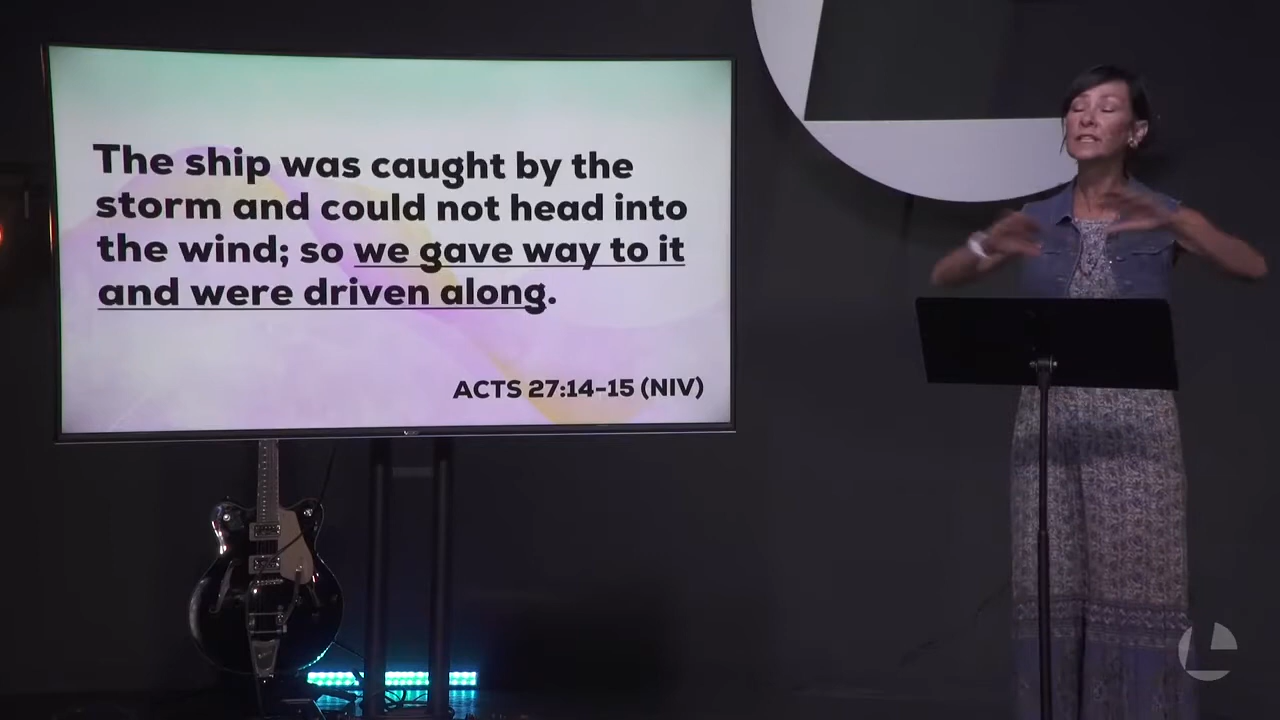 The ship was caught by the
storm and could not head into
the wind; so we gave way to it
and were driven along.
ACTS 27:14-15 (NIV)